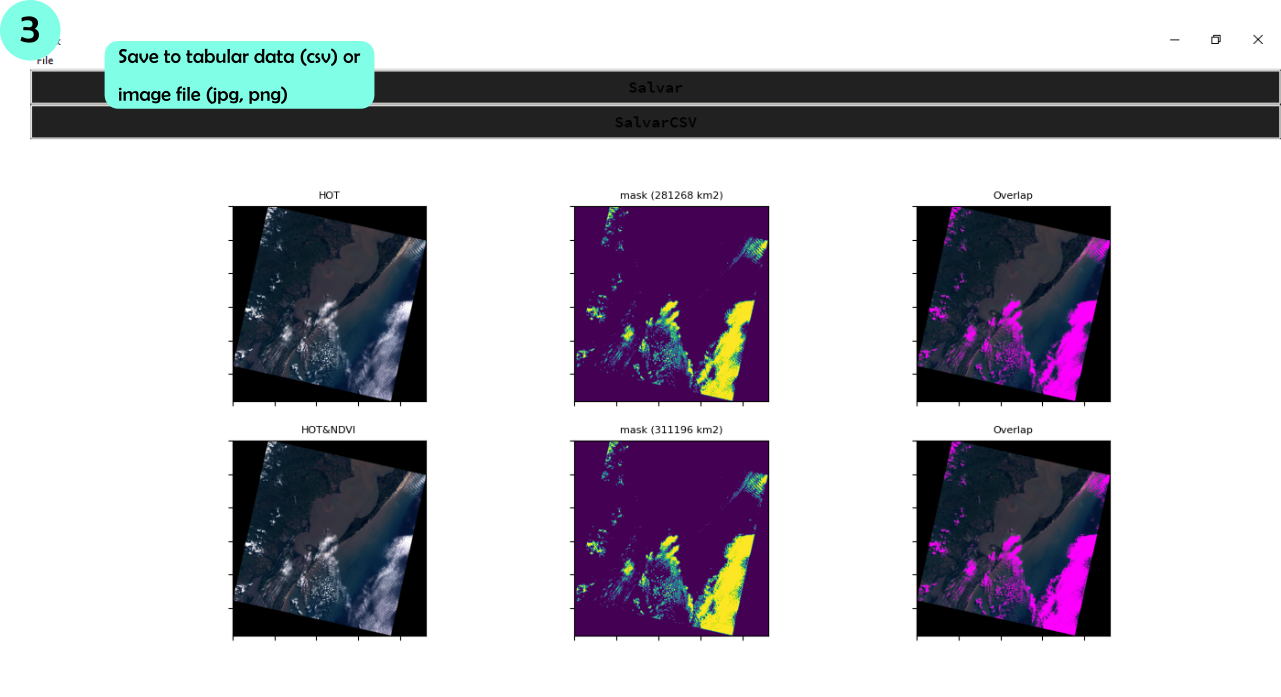 3
Save to tabular data (csv) or
image file (jpg, png)
File
Salvar
SalvarCSV
HOT
mask (281268 km2)
Overlap
HOT&NDVI
mask (311196 km2)
Overlap